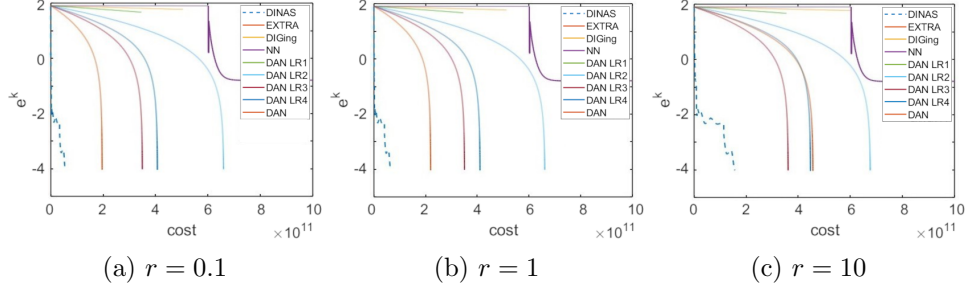 2
0
-2
-4
e^k
0 2 4 6 8 10
cost
×10^11
DINAS
EXTRA
DIGing
NN
DAN LR1
DAN LR2
DAN LR3
DAN LR4
DAN
(a) r = 0.1
2
0
-2
-4
e^k
0 2 4 6 8 10
cost
×10^11
DINAS
EXTRA
DIGing
NN
DAN LR1
DAN LR2
DAN LR3
DAN LR4
DAN
(b) r = 1
2
0
-2
-4
e^k
0 2 4 6 8 10
cost
×10^11
DINAS
EXTRA
DIGing
NN
DAN LR1
DAN LR2
DAN LR3
DAN LR4
DAN
(c) r = 10